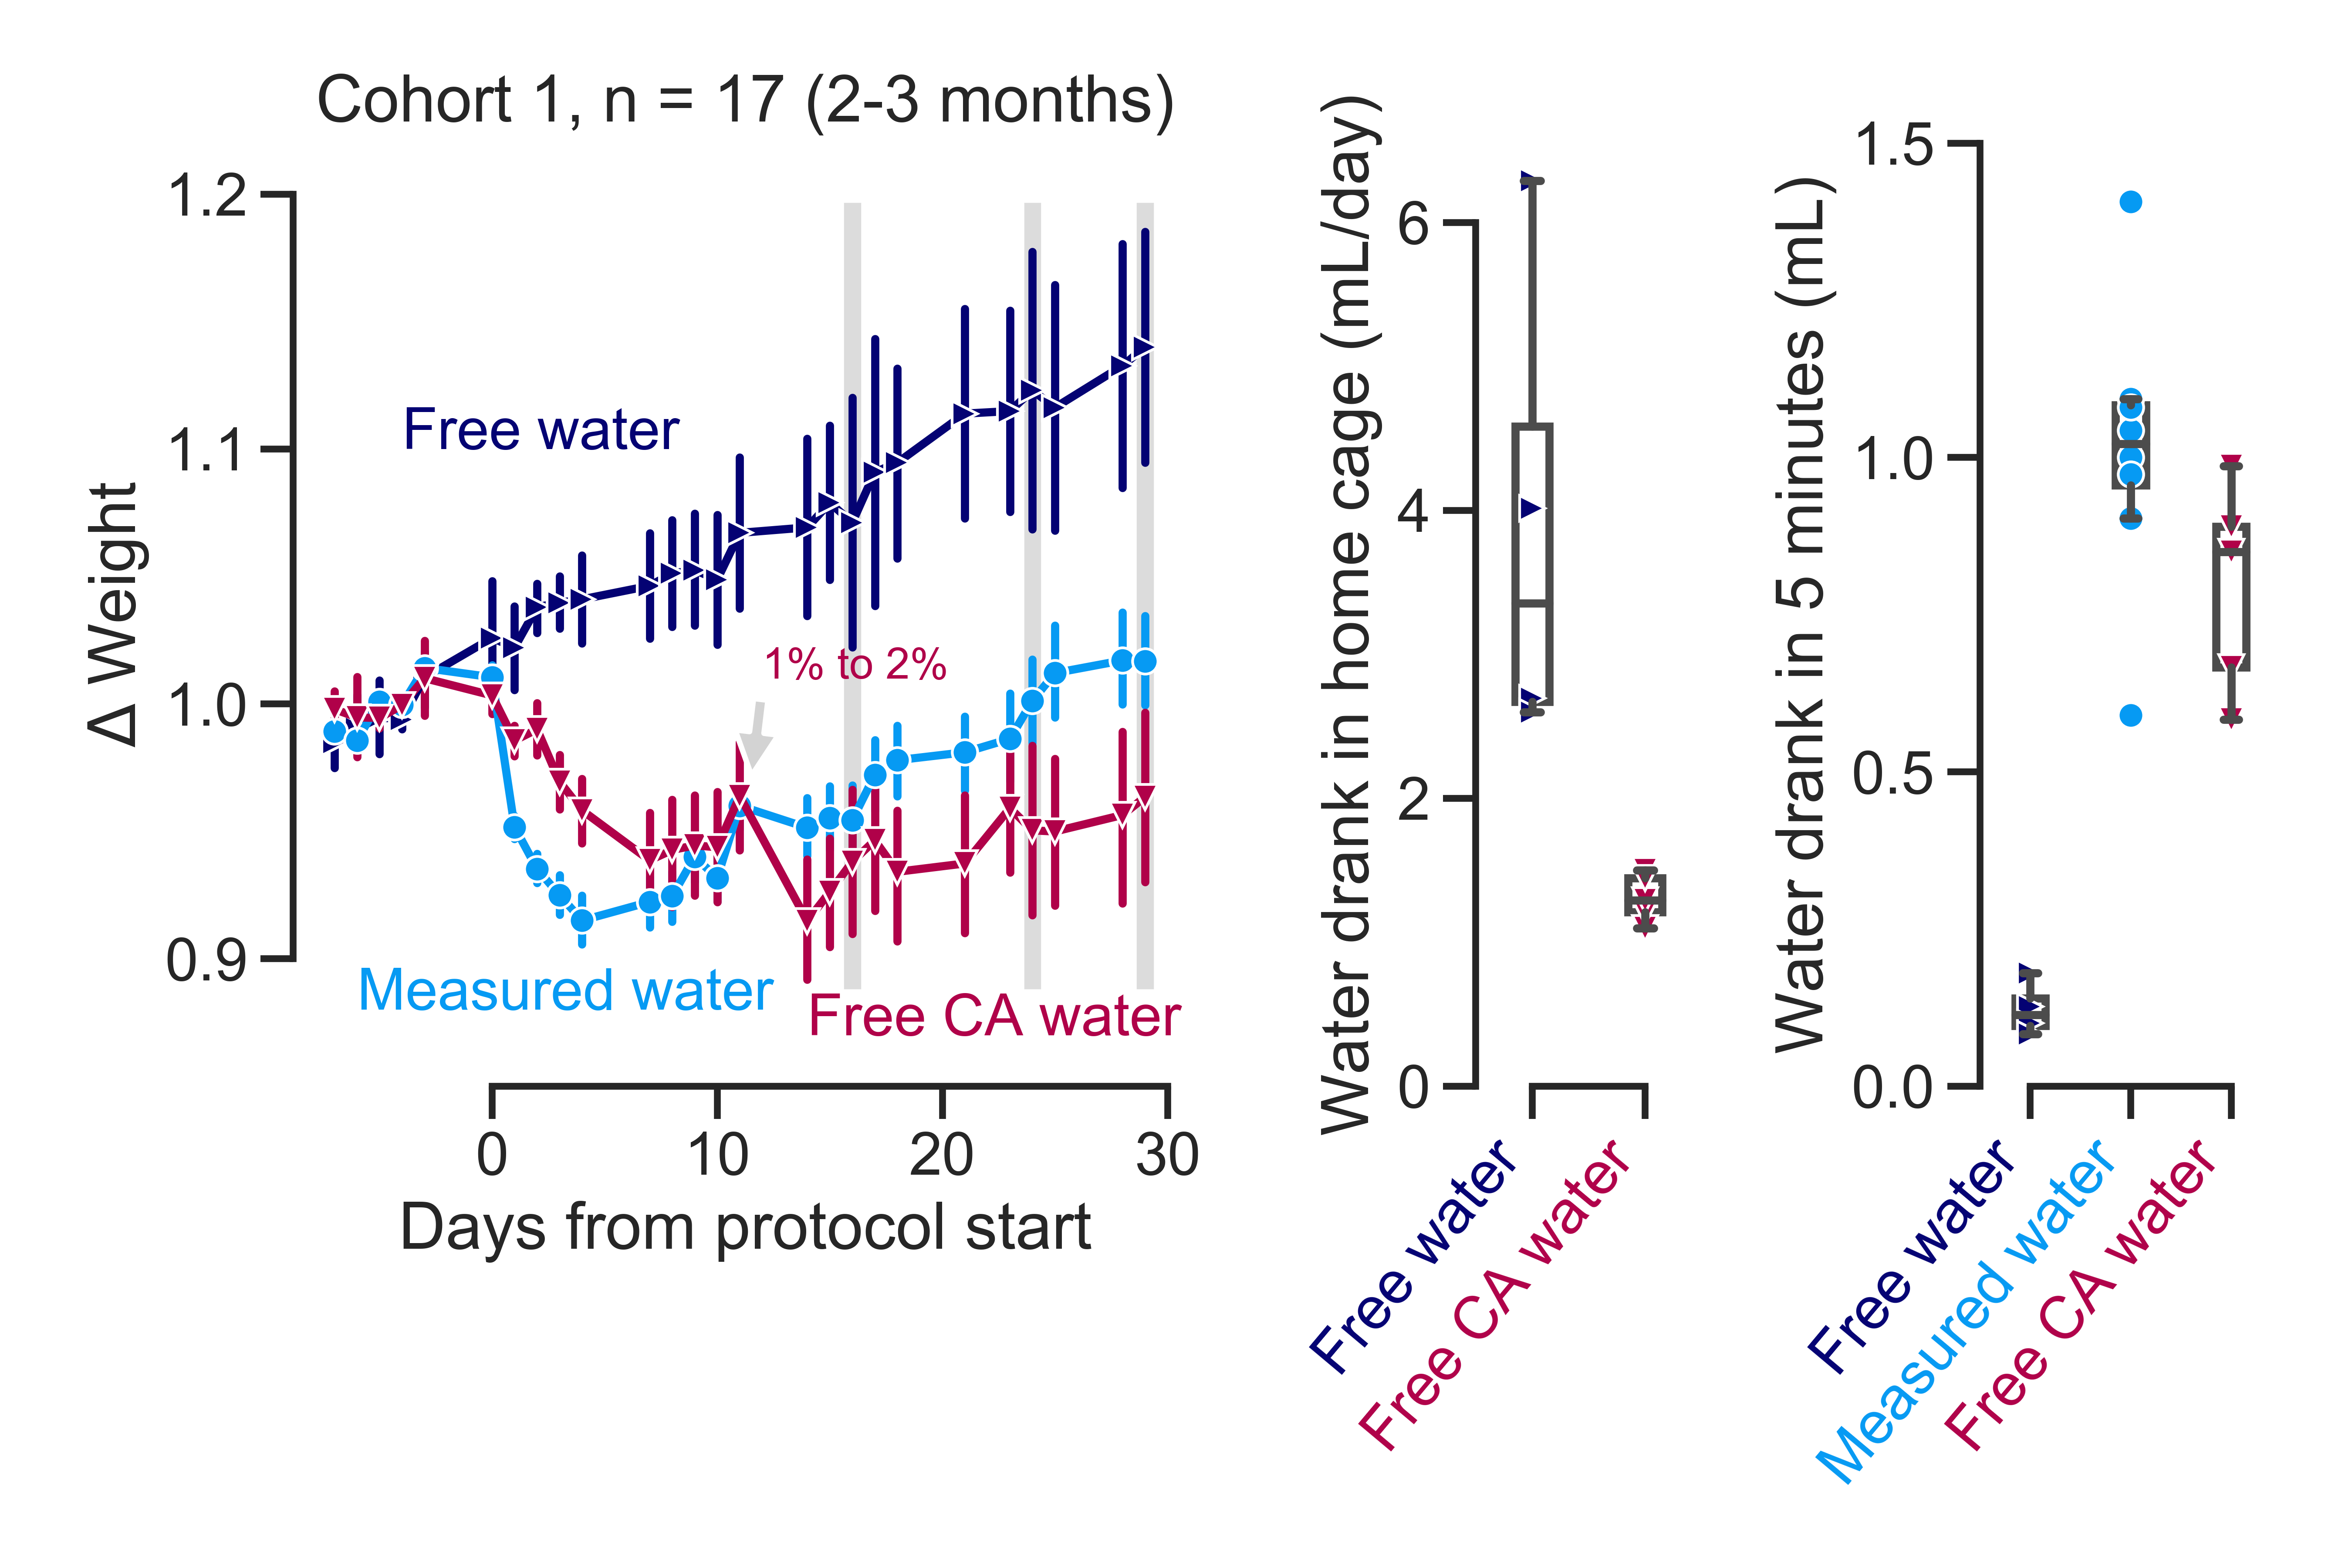 Cohort 1, n = 17 (2-3 months)
Δ Weight
1.2
1.1
1.0
0.9
Free water
1% to 2%
Measured water
Free CA water
0
10
20
30
Days from protocol start
Water drank in home cage (mL/day)
6
4
2
0
Free water
Free CA water
Water drank in 5 minutes (mL)
1.5
1.0
0.5
0.0
Free water
Measured water
Free CA water